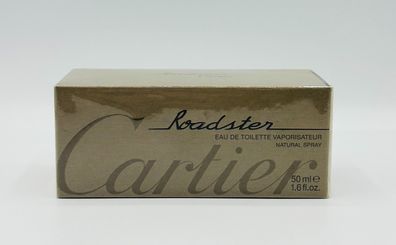 Roadster
EAU DE TOILETTE VAPORISATEUR
NATURAL SPRAY
Cartier
50 ml e
1.6 fl.oz.